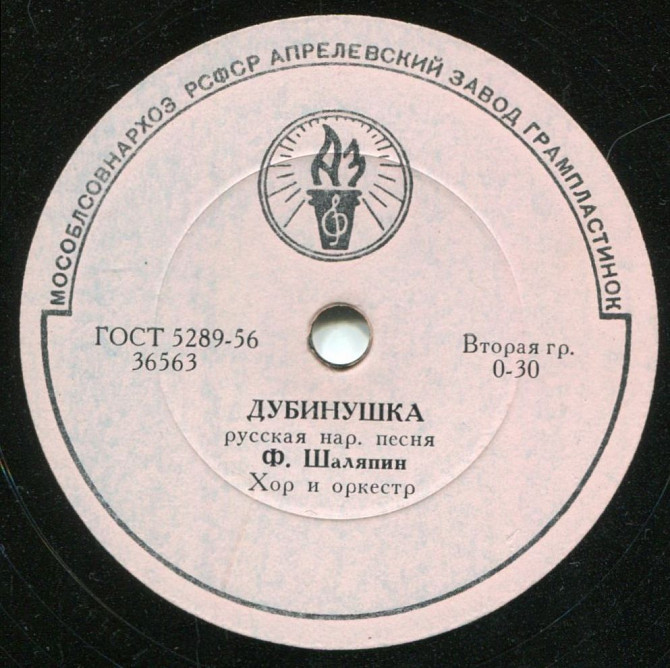 МОСОБЛСОВНАРХОЗ РСФСР АПРЕЛЕВСКИЙ ЗАВОД ГРАМПЛАСТИНОК
АЗ
ГОСТ 5289-56
36563
Вторая гр.
0-30
ДУБИНУШКА
русская нар. песня
Ф. Шаляпин
Хор и оркестр